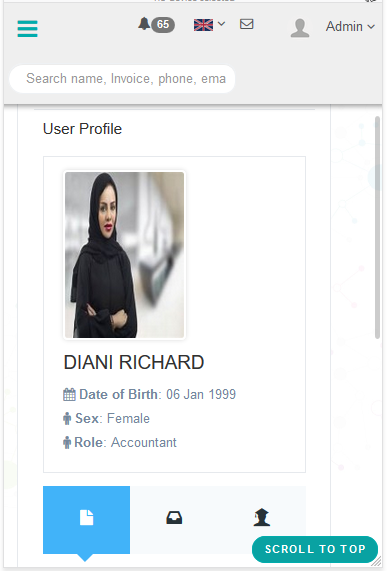 65
Admin
Search name, Invoice, phone, ema
User Profile
DIANI RICHARD
Date of Birth: 06 Jan 1999
Sex: Female
Role: Accountant
SCROLL TO TOP